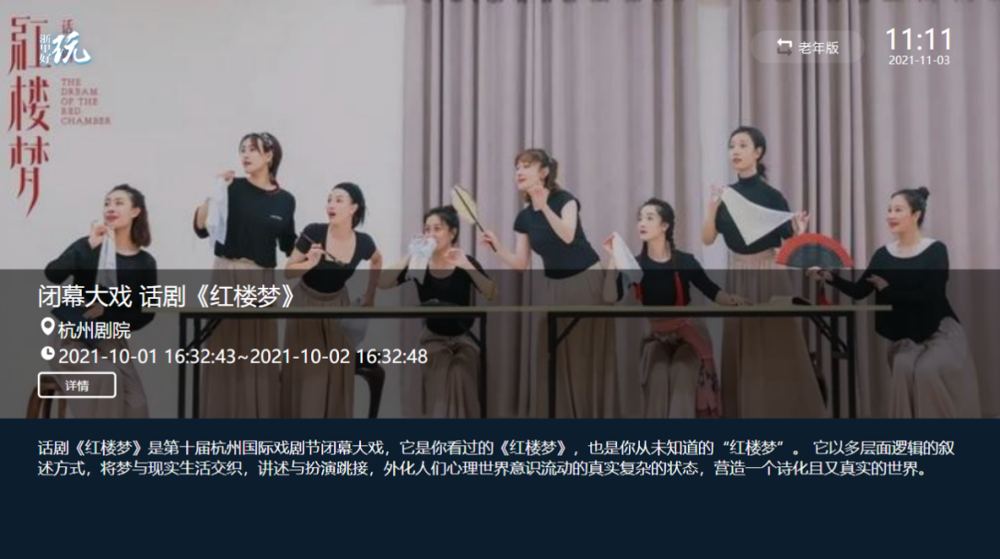 紅楼梦
话
THE
DREAM
OF THE
RED
CHAMBER
浙里好玩
老年版
11:11
2021-11-03
闭幕大戏 话剧《红楼梦》
杭州剧院
2021-10-01 16:32:43~2021-10-02 16:32:48
详情
话剧《红楼梦》是第十届杭州国际戏剧节闭幕大戏，它是你看过的《红楼梦》，也是你从未知道的“红楼梦”。 它以多层面逻辑的叙
述方式，将梦与现实生活交织，讲述与扮演跳接，外化人们心理世界意识流动的真实复杂的状态，营造一个诗化且又真实的世界。